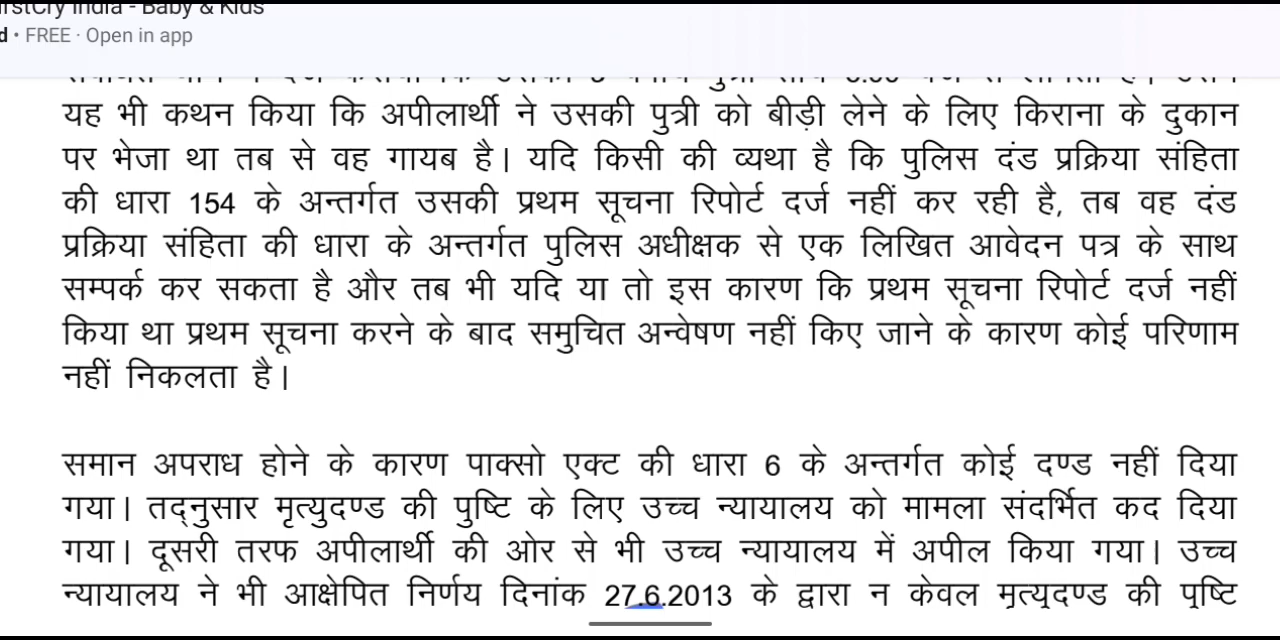 rstCry India - Baby & Kids
d • FREE · Open in app
यह भी कथन किया कि अपीलार्थी ने उसकी पुत्री को बीड़ी लेने के लिए किराना के दुकान
पर भेजा था तब से वह गायब है। यदि किसी की व्यथा है कि पुलिस दंड प्रक्रिया संहिता
की धारा 154 के अन्तर्गत उसकी प्रथम सूचना रिपोर्ट दर्ज नहीं कर रही है, तब वह दंड
प्रक्रिया संहिता की धारा के अन्तर्गत पुलिस अधीक्षक से एक लिखित आवेदन पत्र के साथ
सम्पर्क कर सकता है और तब भी यदि या तो इस कारण कि प्रथम सूचना रिपोर्ट दर्ज नहीं
किया था प्रथम सूचना करने के बाद समुचित अन्वेषण नहीं किए जाने के कारण कोई परिणाम
नहीं निकलता है।
समान अपराध होने के कारण पाक्सो एक्ट की धारा 6 के अन्तर्गत कोई दण्ड नहीं दिया
गया। तद्नुसार मृत्युदण्ड की पुष्टि के लिए उच्च न्यायालय को मामला संदर्भित कद दिया
गया। दूसरी तरफ अपीलार्थी की ओर से भी उच्च न्यायालय में अपील किया गया। उच्च
न्यायालय ने भी आक्षेपित निर्णय दिनांक 27.6.2013 के द्वारा न केवल मृत्युदण्ड की पुष्टि